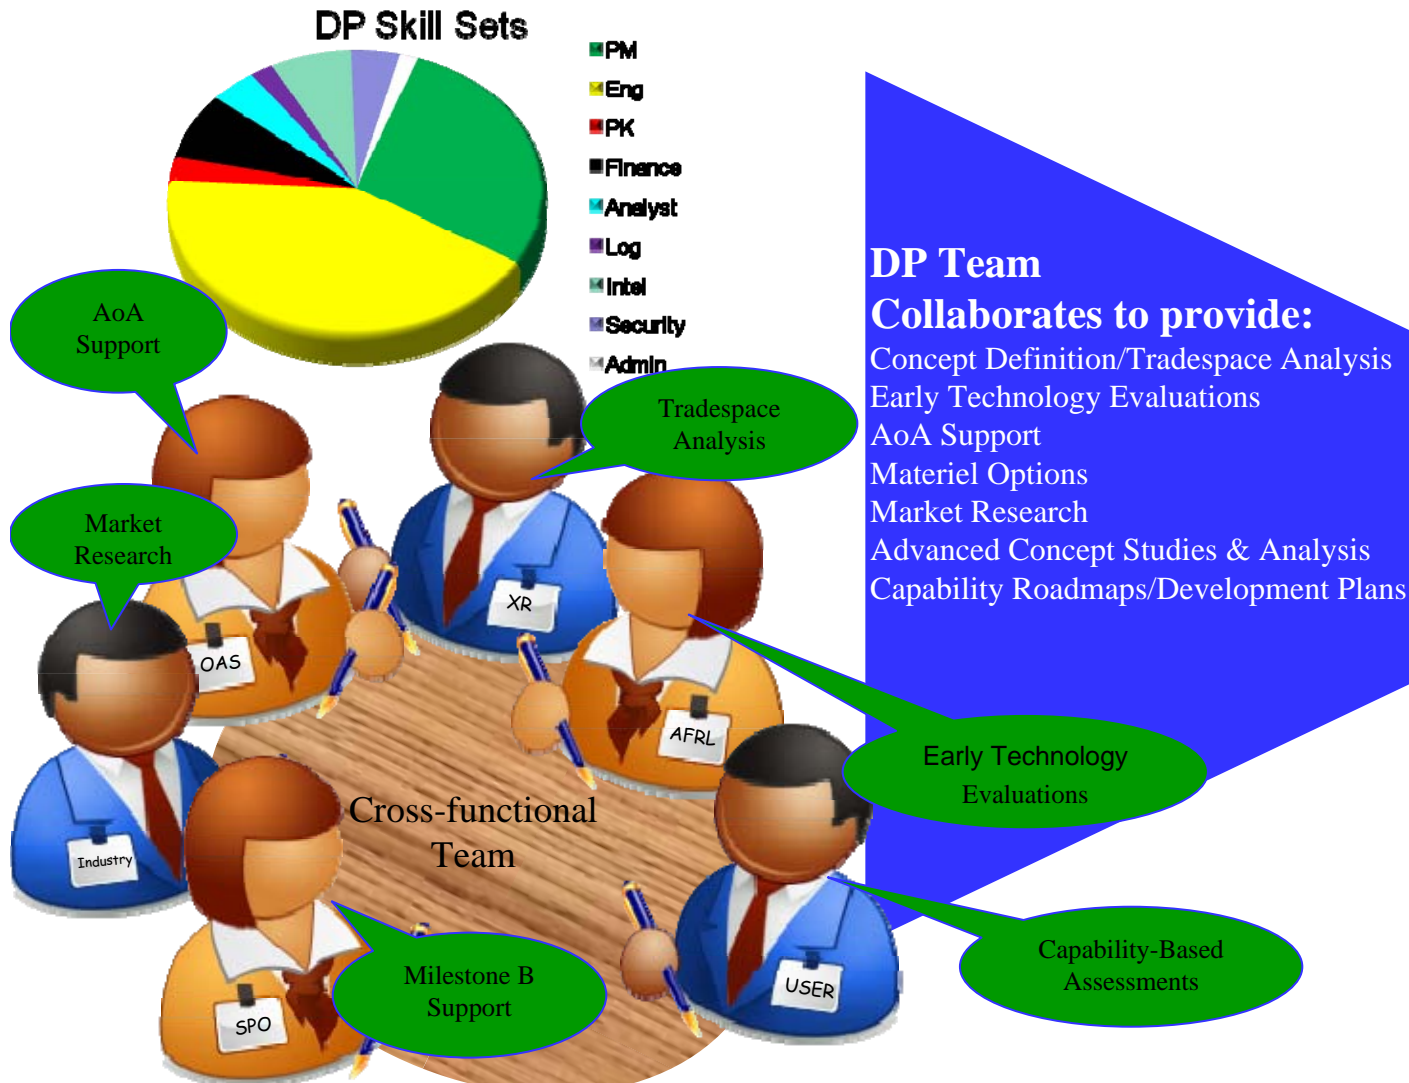 DP Skill Sets
PM
Eng
PK
Finance
Analyst
Log
Intel
Security
Admin
DP Team
Collaborates to provide:
Concept Definition/Tradespace Analysis
Early Technology Evaluations
AoA Support
Materiel Options
Market Research
Advanced Concept Studies & Analysis
Capability Roadmaps/Development Plans
AoA
Support
Tradespace
Analysis
Market
Research
XR
OAS
AFRL
Early Technology
Evaluations
Cross-functional
Team
Industry
Capability-Based
Assessments
Milestone B
Support
USER
SPO